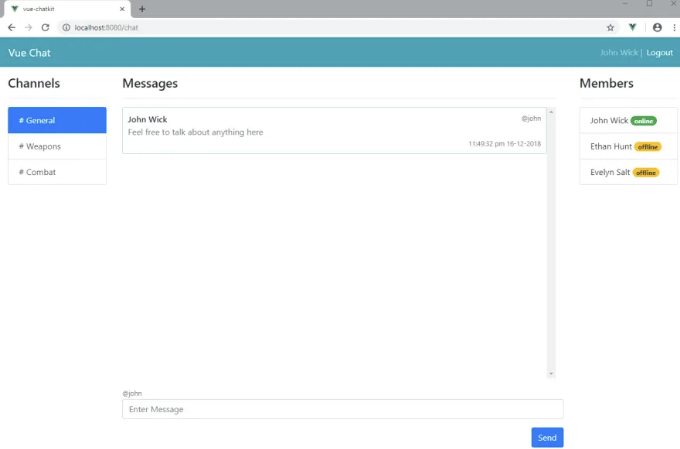 vue-chatkit
localhost:8080/chat
Vue Chat
John Wick | Logout
Channels
# General
# Weapons
# Combat
Messages
John Wick
@john
Feel free to talk about anything here
11:49:32 pm 16-12-2018
@john
Enter Message
Send
Members
John Wick online
Ethan Hunt offline
Evelyn Salt offline